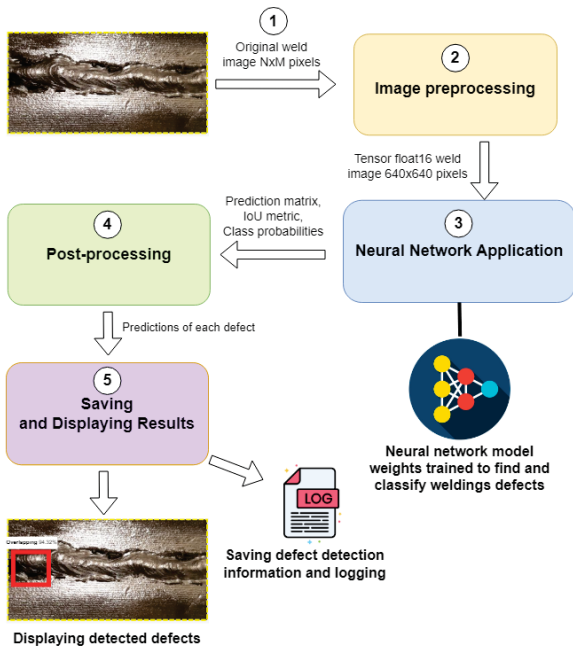 1
Original weld
image NxM pixels
2
Image preprocessing
Tensor float16 weld
image 640x640 pixels
3
Neural Network Application
Prediction matrix,
IoU metric,
Class probabilities
4
Post-processing
Predictions of each defect
5
Saving
and Displaying Results
Neural network model
weights trained to find and
classify weldings defects
LOG
Saving defect detection
information and logging
Overlapping 94.32%
Displaying detected defects